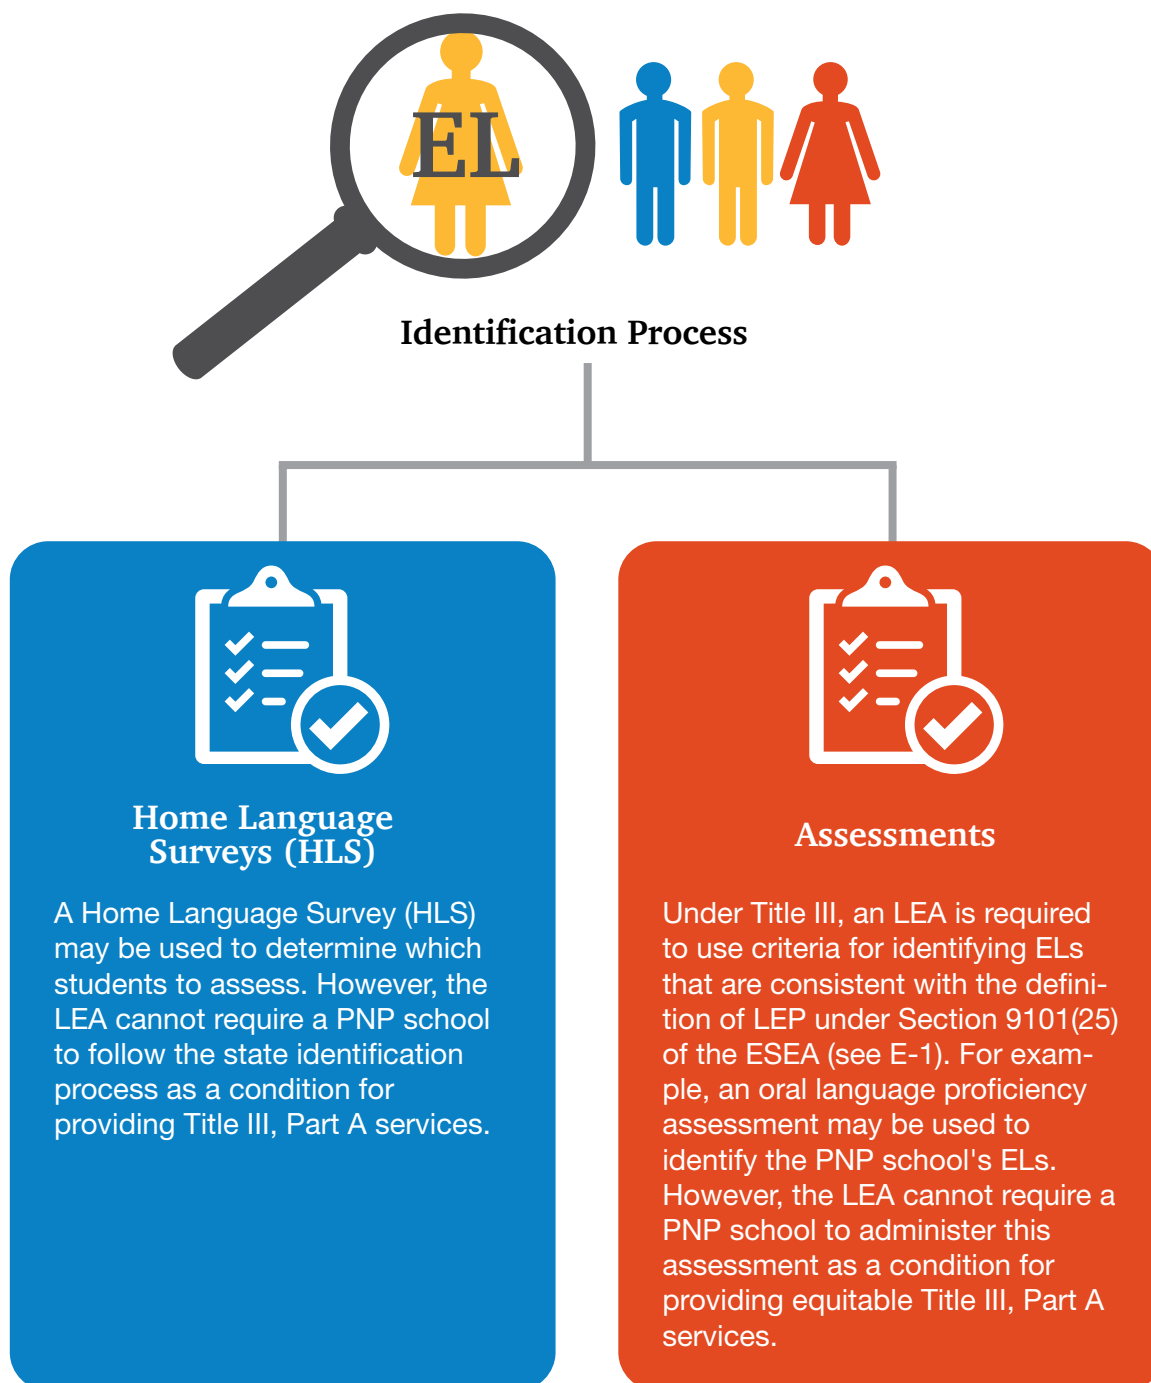 EL
Identification Process
Home Language
Surveys (HLS)
A Home Language Survey (HLS)
may be used to determine which
students to assess. However, the
LEA cannot require a PNP school
to follow the state identification
process as a condition for
providing Title III, Part A services.
Assessments
Under Title III, an LEA is required
to use criteria for identifying ELs
that are consistent with the defini-
tion of LEP under Section 9101(25)
of the ESEA (see E-1). For exam-
ple, an oral language proficiency
assessment may be used to
identify the PNP school's ELs.
However, the LEA cannot require a
PNP school to administer this
assessment as a condition for
providing equitable Title III, Part A
services.